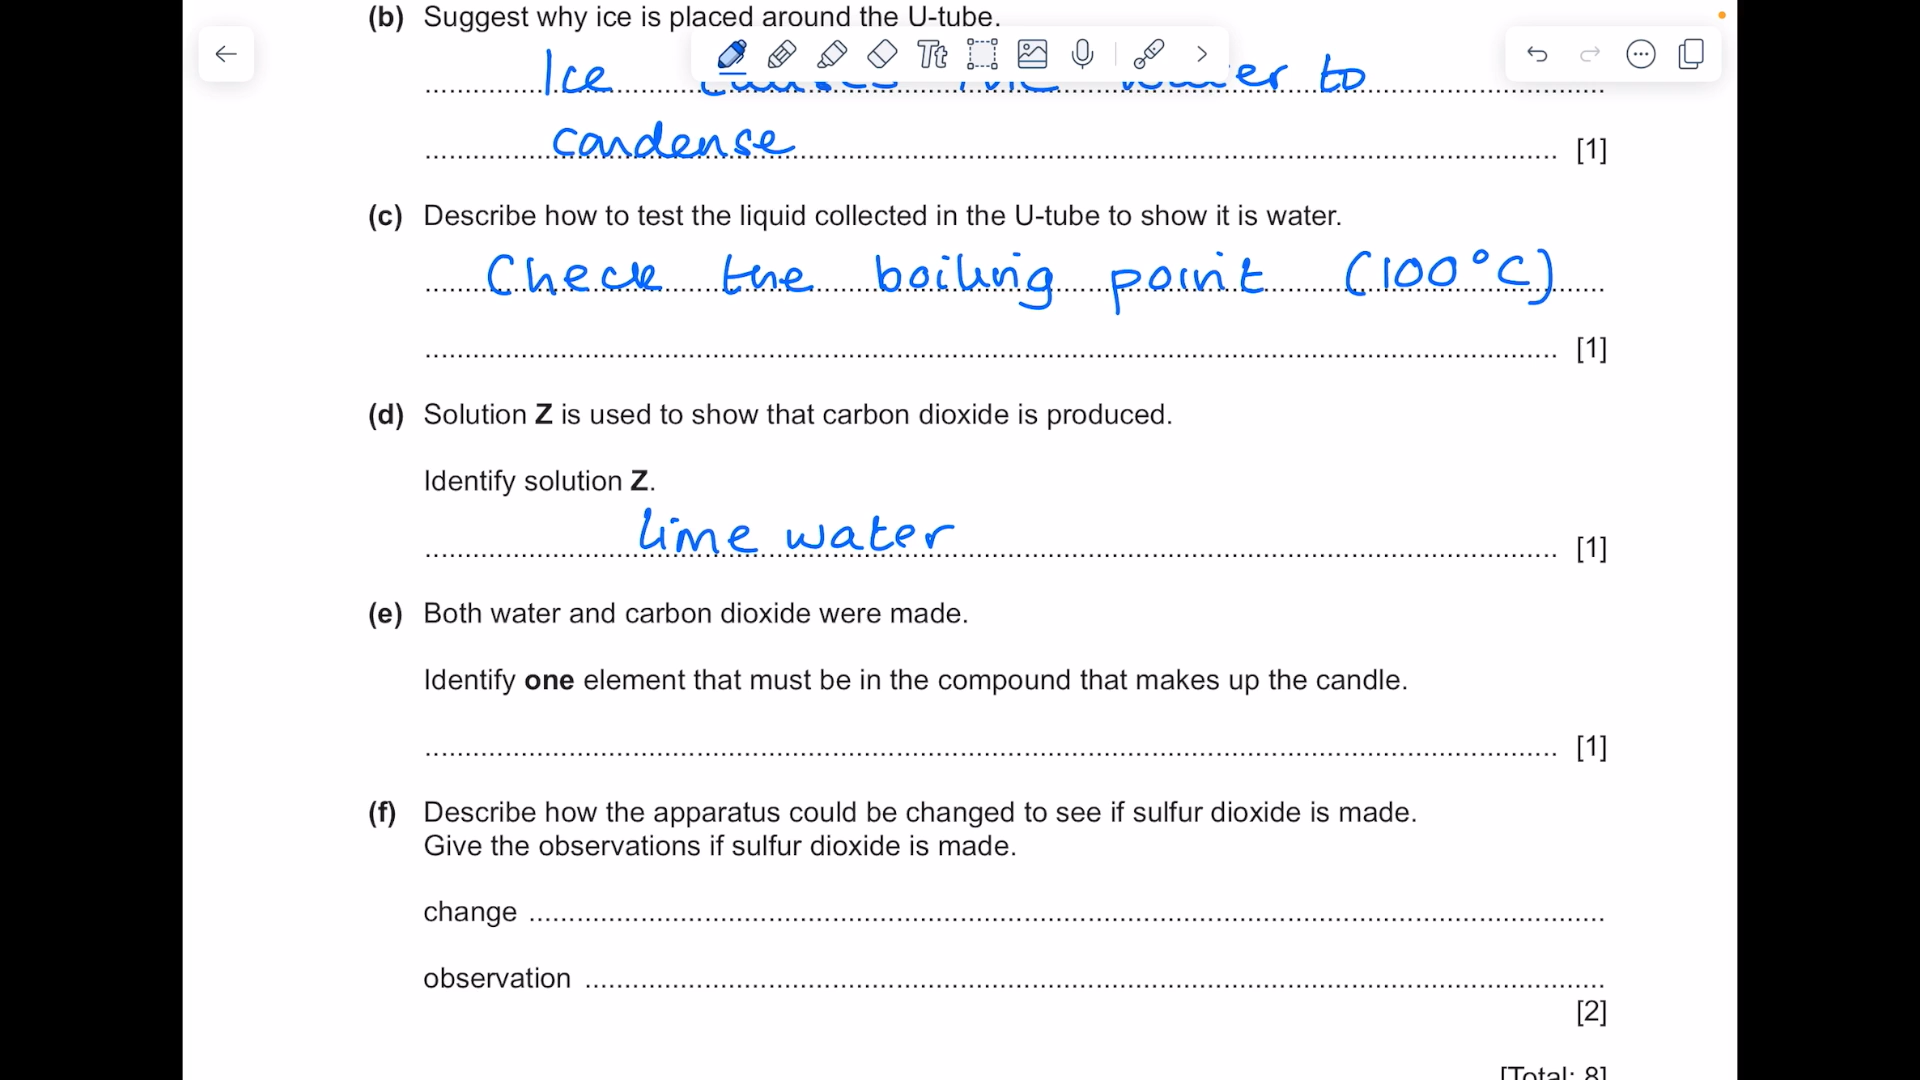 (b) Suggest why ice is placed around the U-tube.
Tt
Ice to
condense [1]
(c) Describe how to test the liquid collected in the U-tube to show it is water.
Check the boiling point (100°C)
[1]
(d) Solution Z is used to show that carbon dioxide is produced.
Identify solution Z.
lime water [1]
(e) Both water and carbon dioxide were made.
Identify one element that must be in the compound that makes up the candle.
[1]
(f) Describe how the apparatus could be changed to see if sulfur dioxide is made.
Give the observations if sulfur dioxide is made.
change
observation
[2]
[Total: 8]